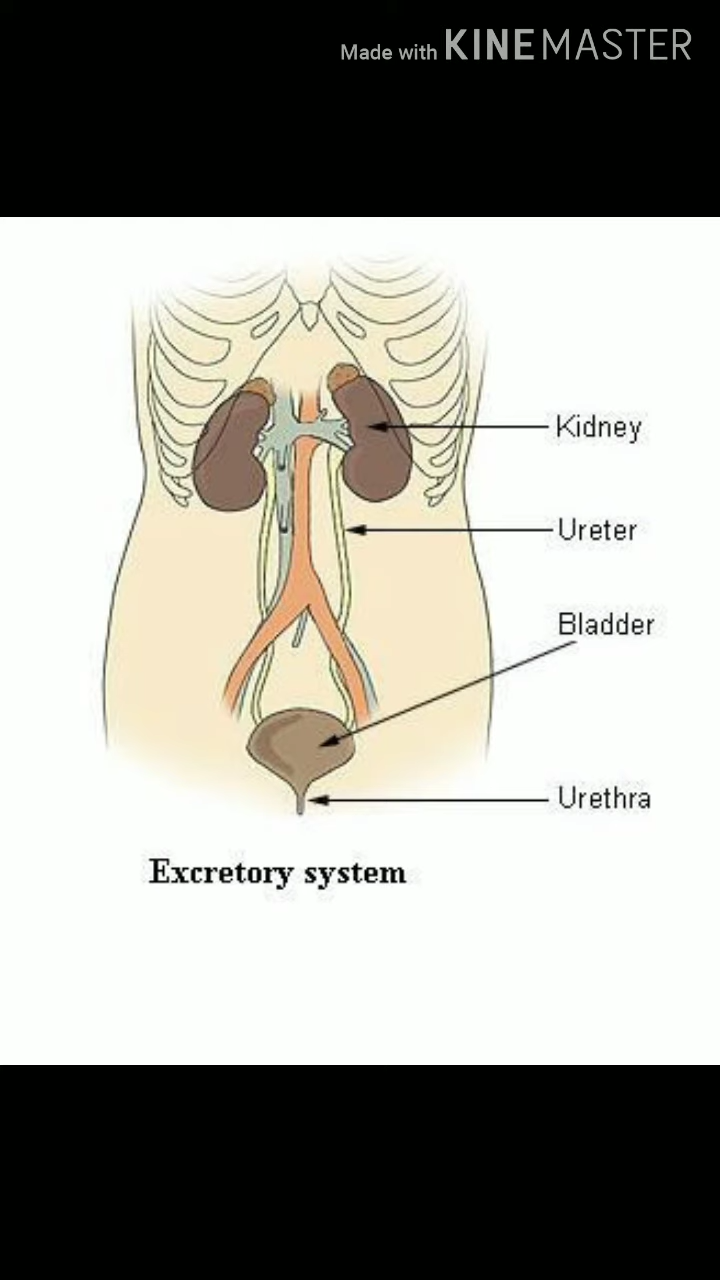 Made with KINEMASTER
Kidney
Ureter
Bladder
Urethra
Excretory system